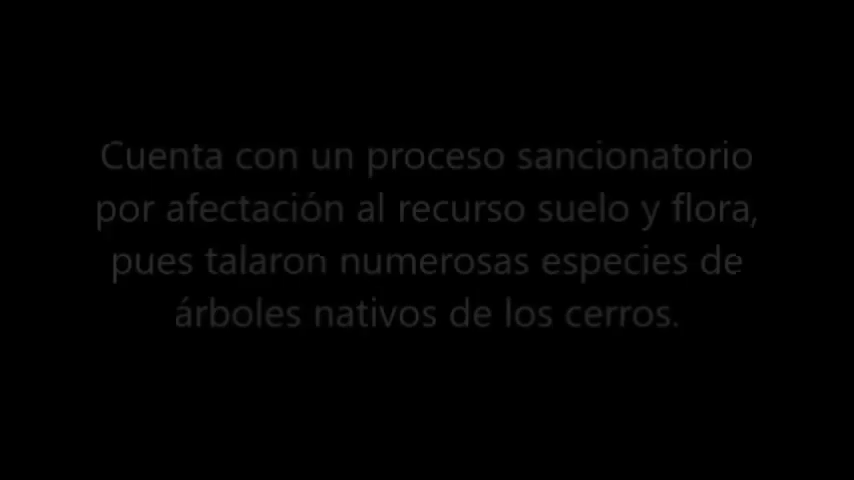 Cuenta con un proceso sancionatorio
por afectación al recurso suelo y flora,
pues talaron numerosas especies de
árboles nativos de los cerros.